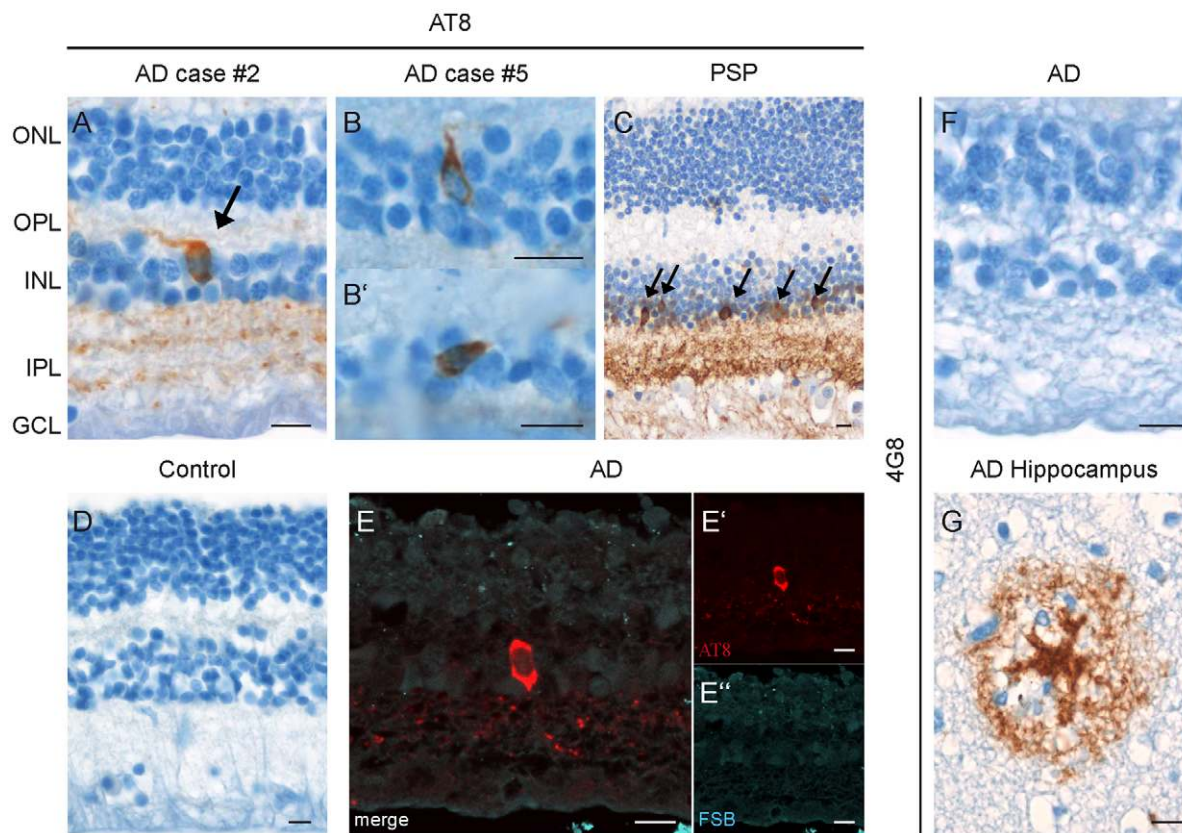 AT8
AD case #2
AD case #5
PSP
AD
A
B
C
F
ONL
OPL
INL
B‘
IPL
GCL
4G8
Control
AD
AD Hippocampus
D
E
E‘
G
AT8
E‘‘
merge
FSB